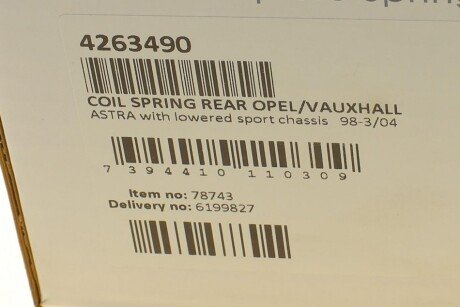 4263490
COIL SPRING REAR OPEL/VAUXHALL
ASTRA with lowered sport chassis 98-3/04
7 394410 110309
Item no: 78743
Delivery no: 6199827